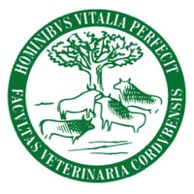 HOMINIBVS VITALIA PERFECIT
FACVLTAS VETERINARIA CORDVBENSIS